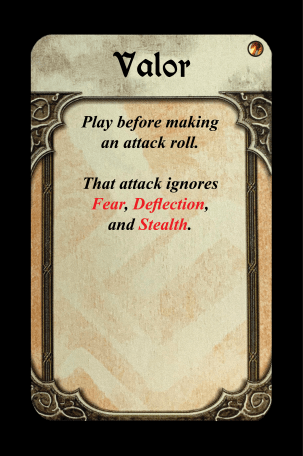 Valor
Play before making
an attack roll.
That attack ignores
Fear, Deflection,
and Stealth.